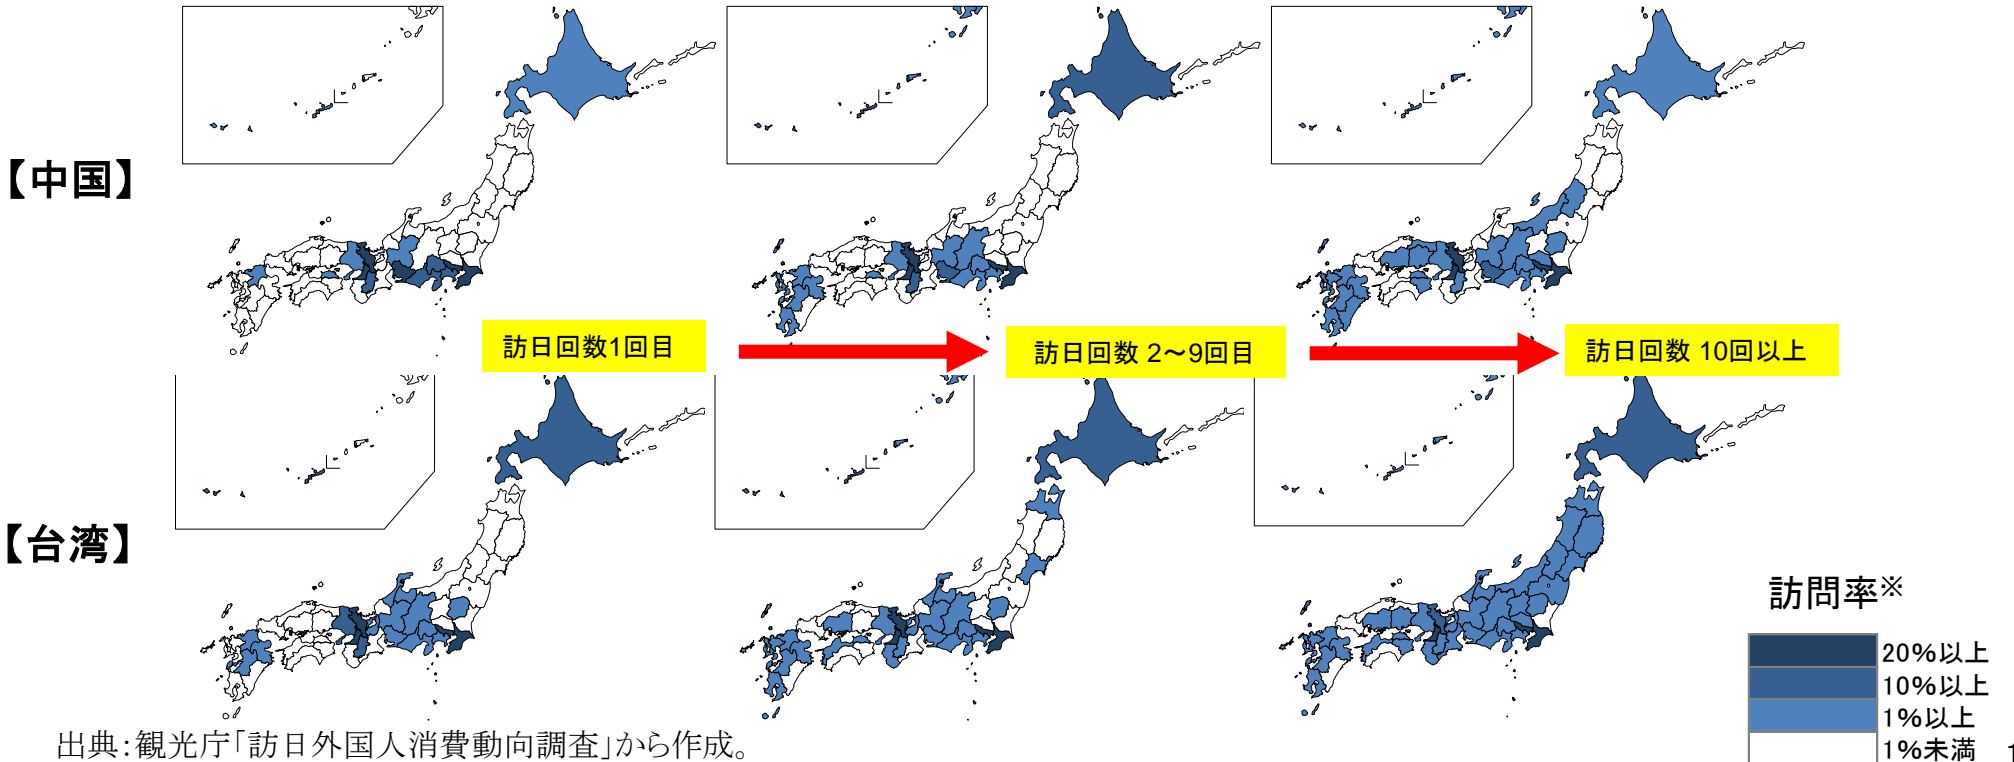 【中国】
訪日回数1回目
訪日回数 2～9回目
訪日回数 10回以上
【台湾】
訪問率※
20%以上
10%以上
1%以上
1%未満
出典：観光庁「訪日外国人消費動向調査」から作成。